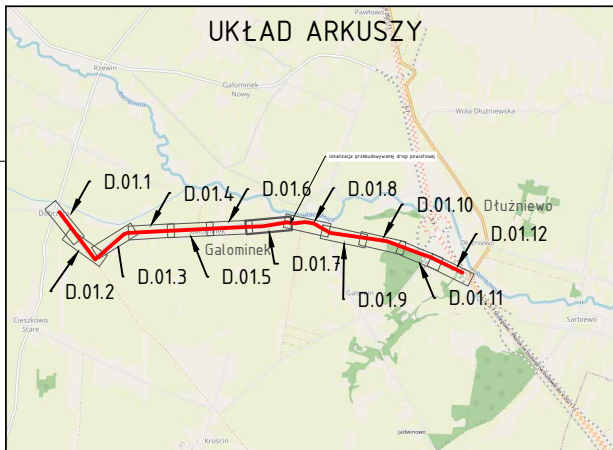 UKŁAD ARKUSZY
Pawłowo
Rzewin
Galominek
Nowy
Wola Dłużniewska
lokalizacja przebudowywanej drogi powiatowej
D.01.1
D.01.4
D.01.6
D.01.8
D.01.10
Dłużniewo
D.01.12
Galominek
D.01.2
D.01.3
D.01.5
D.01.7
D.01.9
D.01.11
Cieszkowo
Stare
Sarbiewo
Krościn
Jadwinowo